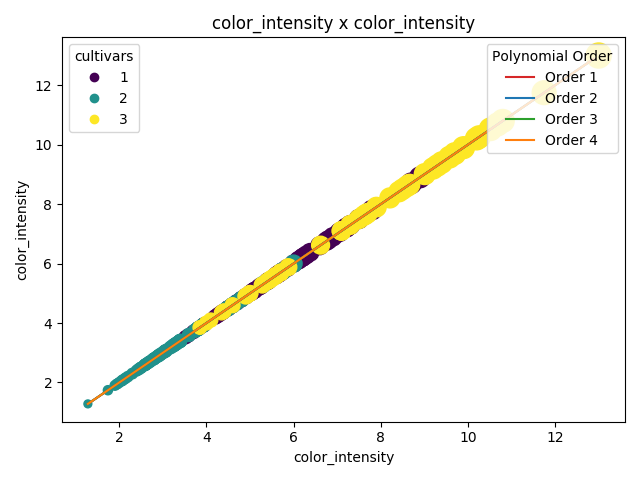 color_intensity x color_intensity
cultivars
1
2
3
Polynomial Order
Order 1
Order 2
Order 3
Order 4
color_intensity
12
10
8
6
4
2
2 4 6 8 10 12
color_intensity